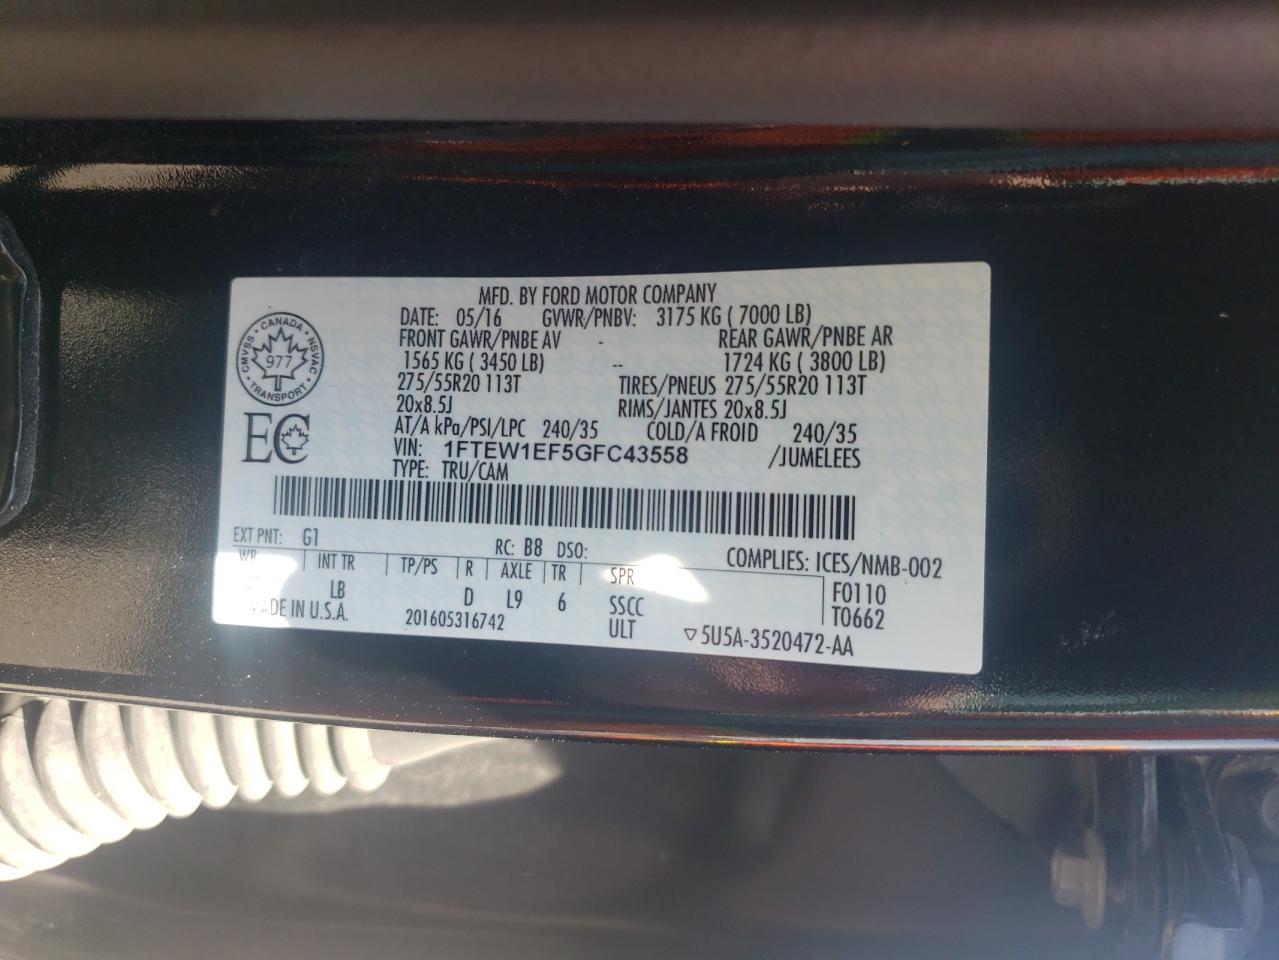 MFD. BY FORD MOTOR COMPANY
DATE: 05/16 GVWR/PNBV: 3175 KG ( 7000 LB)
FRONT GAWR/PNBE AV - REAR GAWR/PNBE AR
1565 KG ( 3450 LB) -- 1724 KG ( 3800 LB)
275/55R20 113T TIRES/PNEUS 275/55R20 113T
20x8.5J RIMS/JANTES 20x8.5J
AT/A kPa/PSI/LPC 240/35 COLD/A FROID 240/35
VIN: 1FTEW1EF5GFC43558 /JUMELEES
TYPE: TRU/CAM
CANADA
CMVSS NSVAC
977
TRANSPORT
EC
EXT PNT: G1 RC: B8 DSO: COMPLIES: ICES/NMB-002
WB INT TR TP/PS R AXLE TR SPR F0110
LB D L9 6 SSCC T0662
MADE IN U.S.A. 201605316742 ULT ▽5U5A-3520472-AA